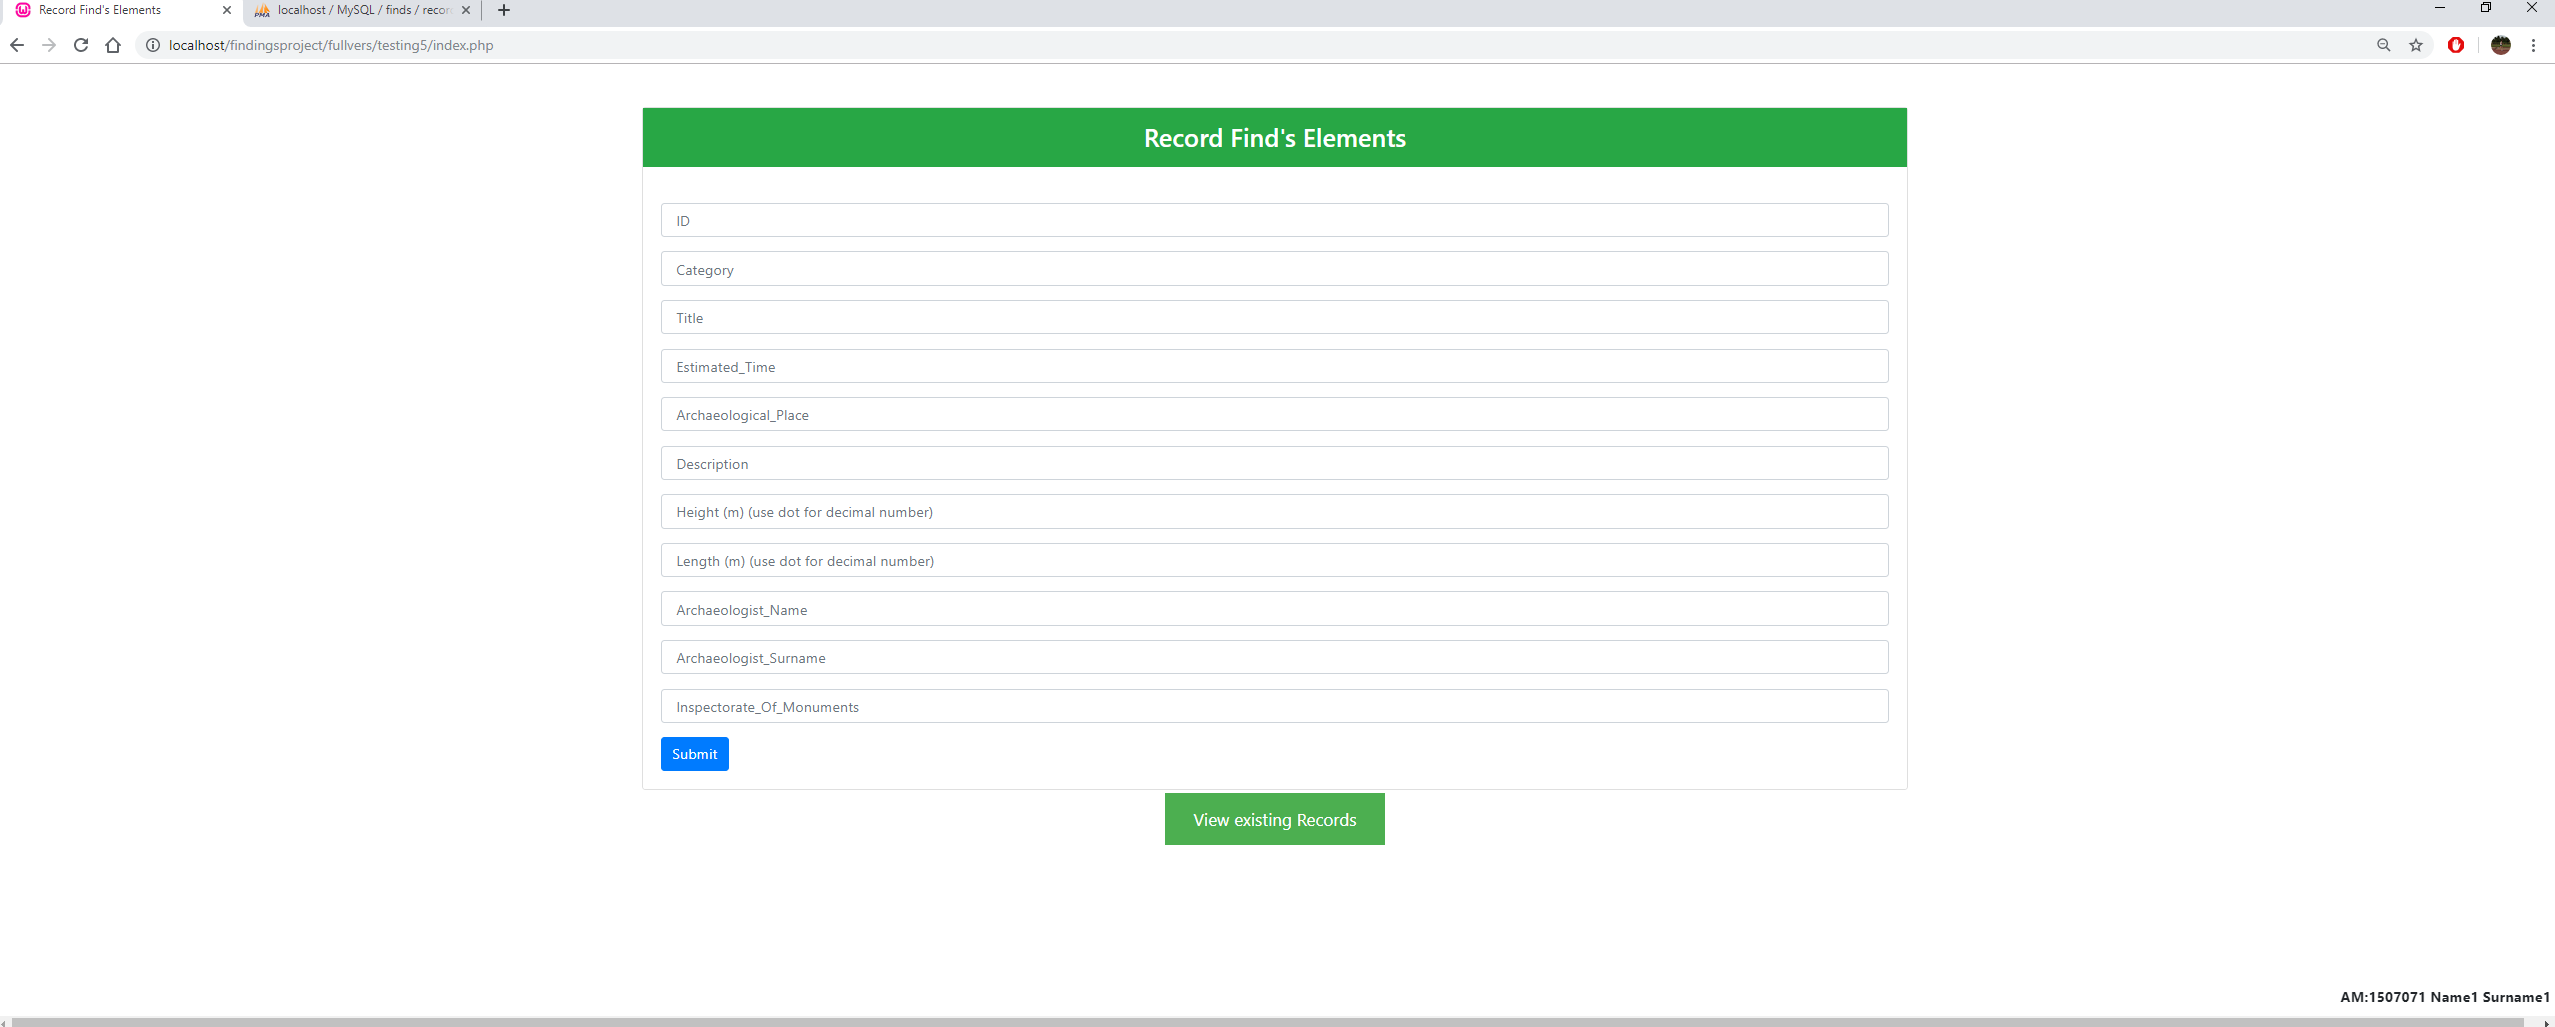 Record Find's Elements
localhost / MySQL / finds / recor
PMA
localhost/findingsproject/fullvers/testing5/index.php
Record Find's Elements
ID
Category
Title
Estimated_Time
Archaeological_Place
Description
Height (m) (use dot for decimal number)
Length (m) (use dot for decimal number)
Archaeologist_Name
Archaeologist_Surname
Inspectorate_Of_Monuments
Submit
View existing Records
AM:1507071 Name1 Surname1